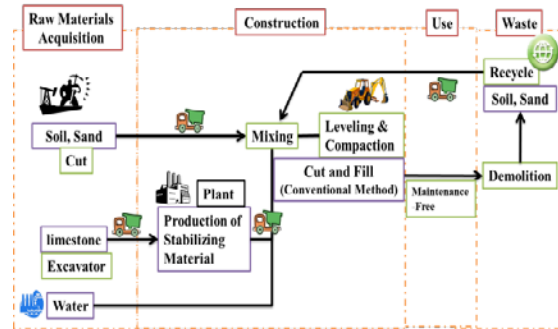 Raw Materials
Acquisition
Construction
Use
Waste
Recycle
Soil, Sand
Soil, Sand
Cut
Mixing
Leveling &
Compaction
Cut and Fill
(Conventional Method)
Maintenance
-Free
Demolition
Plant
Production of
Stabilizing
Material
limestone
Excavator
Water